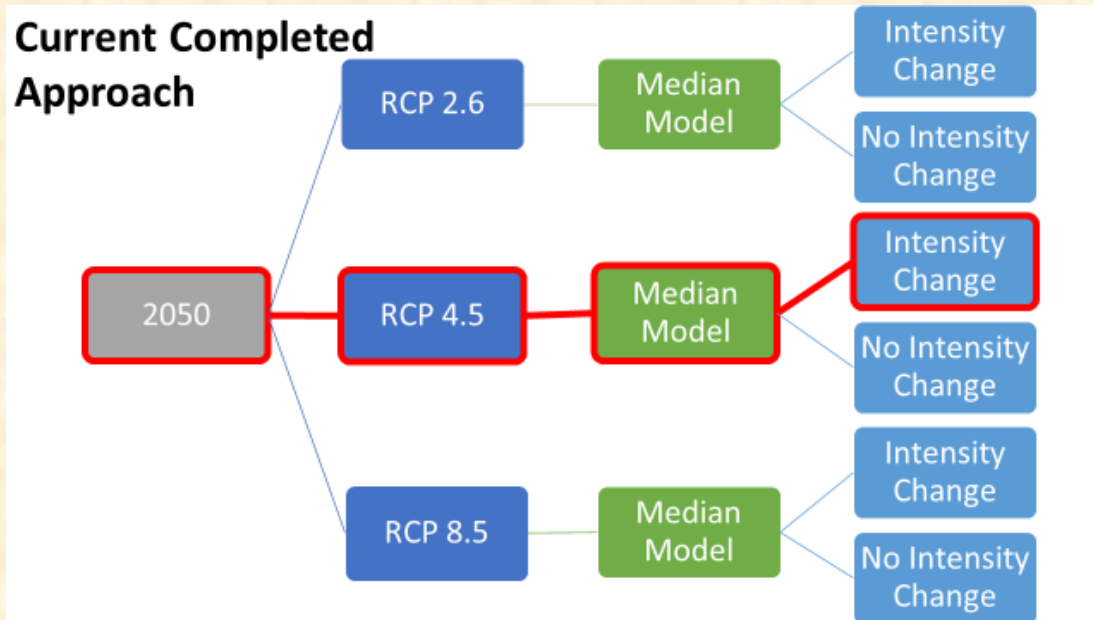 Current Completed
Approach
RCP 2.6
Median
Model
Intensity
Change
No Intensity
Change
2050
RCP 4.5
Median
Model
Intensity
Change
No Intensity
Change
RCP 8.5
Median
Model
Intensity
Change
No Intensity
Change